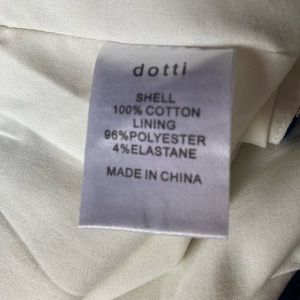 dotti
SHELL
100% COTTON
LINING
96%POLYESTER
4%ELASTANE
MADE IN CHINA